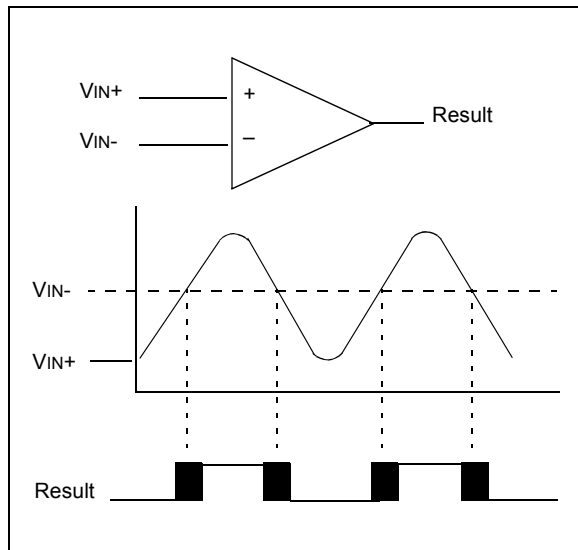 VIN+
+
Result
VIN-
–
VIN-
VIN+
Result